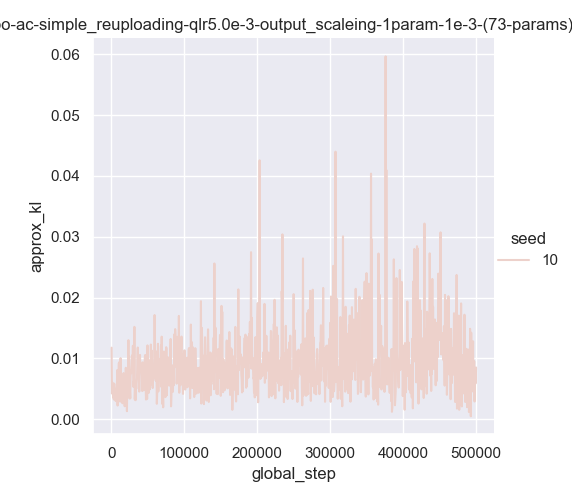 oo-ac-simple_reuploading-qlr5.0e-3-output_scaleing-1param-1e-3-(73-params)
0.06
0.05
0.04
0.03
0.02
0.01
0.00
approx_kl
0 100000 200000 300000 400000 500000
global_step
seed
10